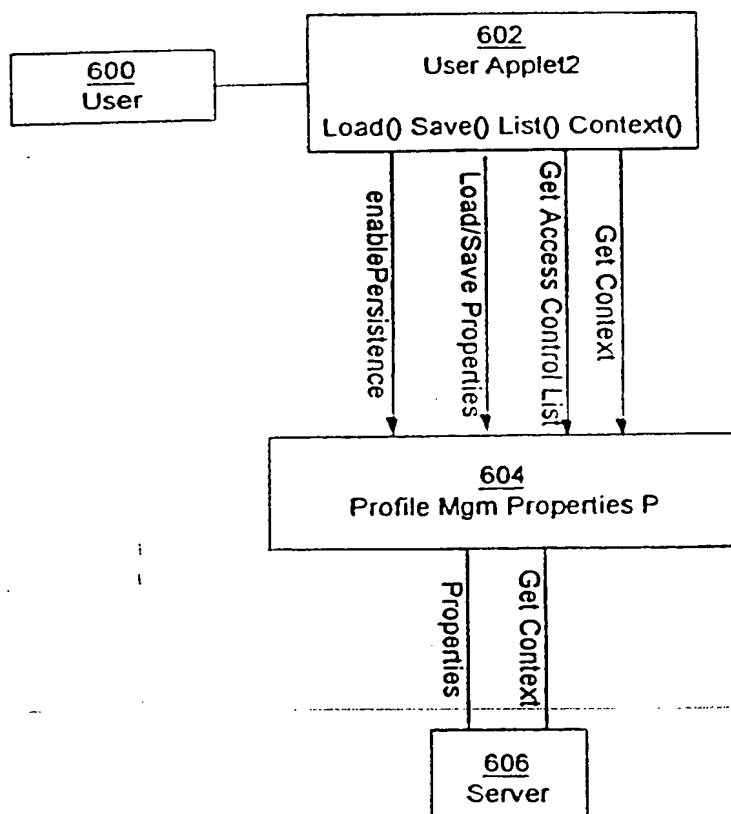 602
User Applet2
600
User
Load() Save() List() Context()
enablePersistence
Load/Save Properties
Get Access Control List
Get Context
604
Profile Mgm Properties P
Properties
Get Context
606
Server